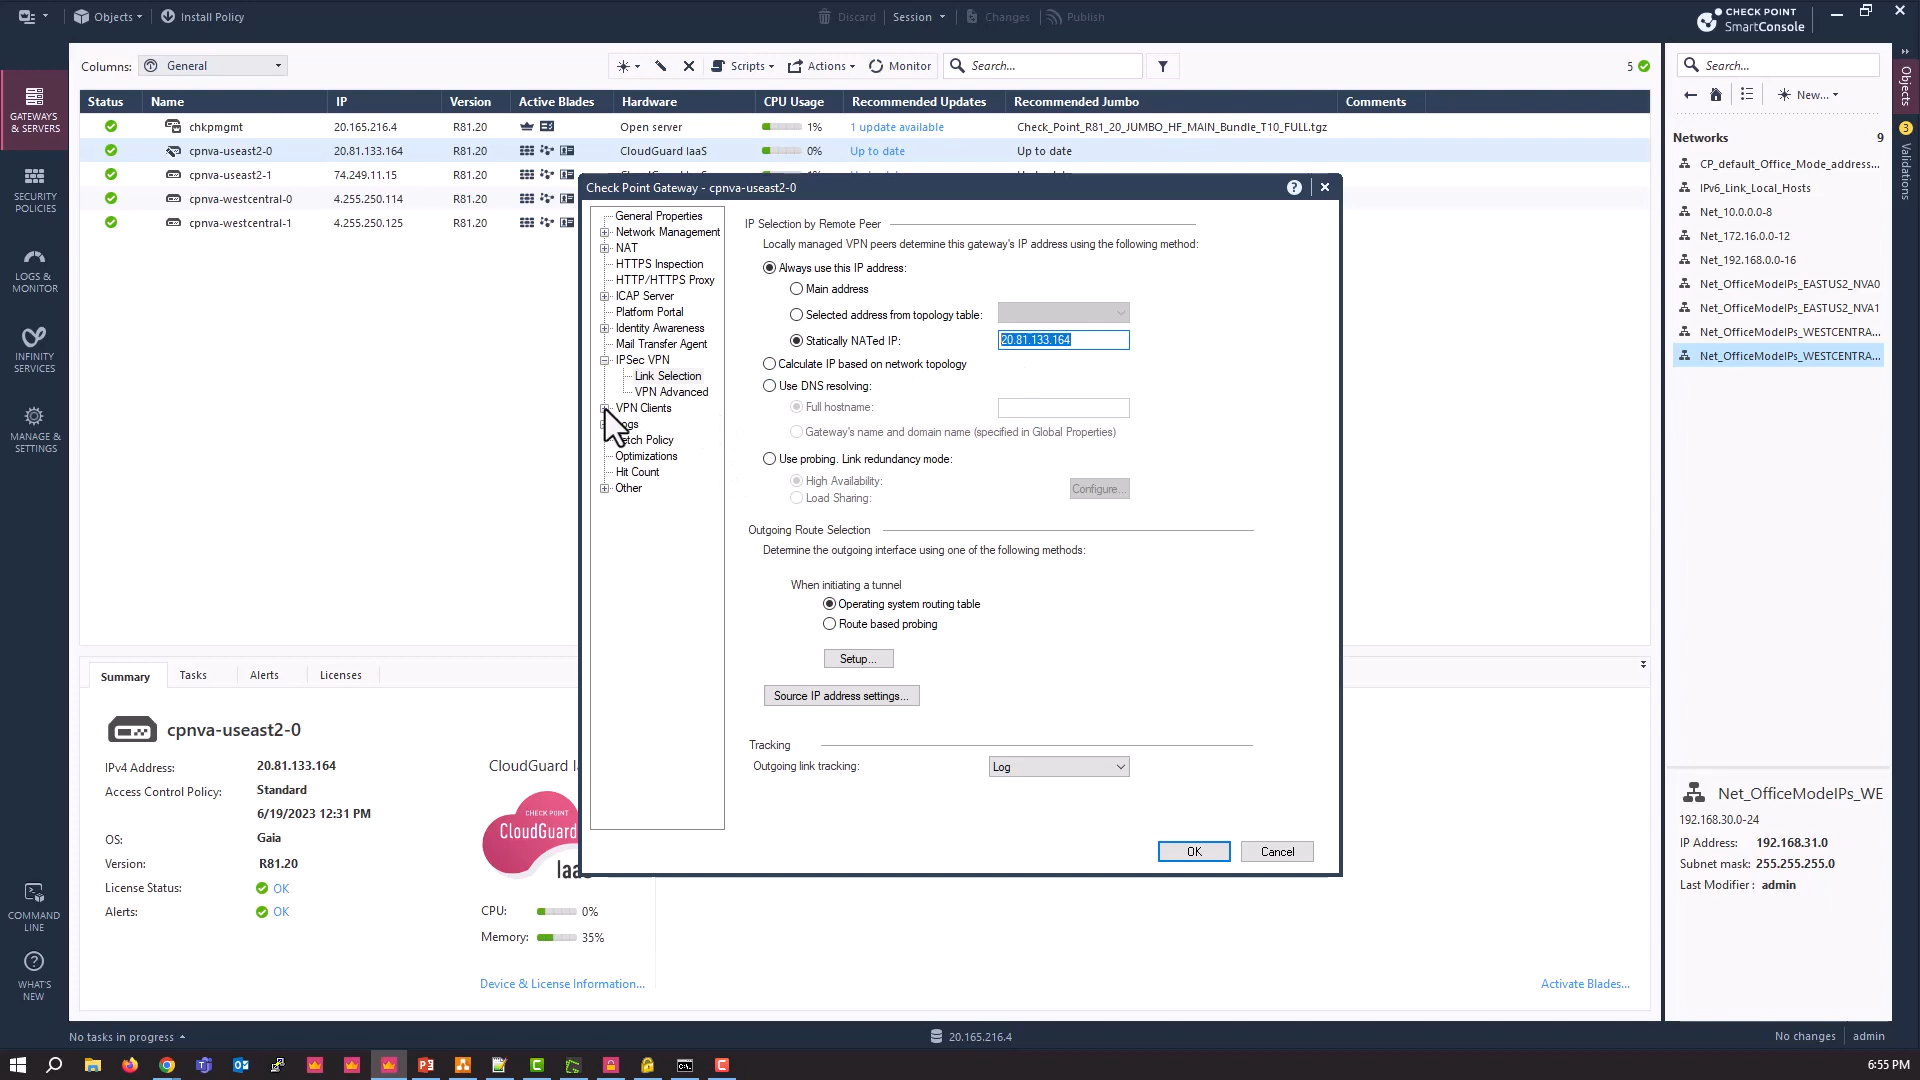 Objects
Install Policy
Discard
Session
Changes
Publish
CHECK POINT
SmartConsole
GATEWAYS
& SERVERS
SECURITY
POLICIES
LOGS &
MONITOR
INFINITY
SERVICES
MANAGE &
SETTINGS
COMMAND
LINE
WHAT'S
NEW
Columns:
General
Scripts
Actions
Monitor
Search...
5
Status Name IP Version Active Blades Hardware CPU Usage Recommended Updates Recommended Jumbo Comments
chkpmgmt 20.165.216.4 R81.20 Open server 1% 1 update available Check_Point_R81_20_JUMBO_HF_MAIN_Bundle_T10_FULL.tgz
cpnva-useast2-0 20.81.133.164 R81.20 CloudGuard IaaS 0% Up to date Up to date
cpnva-useast2-1 74.249.11.15 R81.20
cpnva-westcentral-0 4.255.250.114 R81.20
cpnva-westcentral-1 4.255.250.125 R81.20
Check Point Gateway - cpnva-useast2-0
?
General Properties
Network Management
NAT
HTTPS Inspection
HTTP/HTTPS Proxy
ICAP Server
Platform Portal
Identity Awareness
Mail Transfer Agent
IPSec VPN
Link Selection
VPN Advanced
VPN Clients
ogs
etch Policy
Optimizations
Hit Count
Other
IP Selection by Remote Peer
Locally managed VPN peers determine this gateway's IP address using the following method:
Always use this IP address:
Main address
Selected address from topology table:
Statically NATed IP: 20.81.133.164
Calculate IP based on network topology
Use DNS resolving:
Full hostname:
Gateway's name and domain name (specified in Global Properties)
Use probing. Link redundancy mode:
High Availability:
Load Sharing:
Configure...
Outgoing Route Selection
Determine the outgoing interface using one of the following methods:
When initiating a tunnel
Operating system routing table
Route based probing
Setup...
Source IP address settings...
Tracking
Outgoing link tracking: Log
OK Cancel
Summary Tasks Alerts Licenses
cpnva-useast2-0
IPv4 Address: 20.81.133.164
Access Control Policy: Standard
6/19/2023 12:31 PM
OS: Gaia
Version: R81.20
License Status: OK
Alerts: OK
CloudGuard Ia
CHECK POINT
CloudGuard
Iaa
CPU: 0%
Memory: 35%
Device & License Information...
Activate Blades...
Search...
New...
Networks 9
CP_default_Office_Mode_address...
IPv6_Link_Local_Hosts
Net_10.0.0.0-8
Net_172.16.0.0-12
Net_192.168.0.0-16
Net_OfficeModeIPs_EASTUS2_NVA0
Net_OfficeModeIPs_EASTUS2_NVA1
Net_OfficeModeIPs_WESTCENTRA...
Net_OfficeModeIPs_WESTCENTRA...
Net_OfficeModeIPs_WE
192.168.30.0-24
IP Address: 192.168.31.0
Subnet mask: 255.255.255.0
Last Modifier: admin
Objects
3
Validations
No tasks in progress
20.165.216.4
No changes
admin
6:55 PM